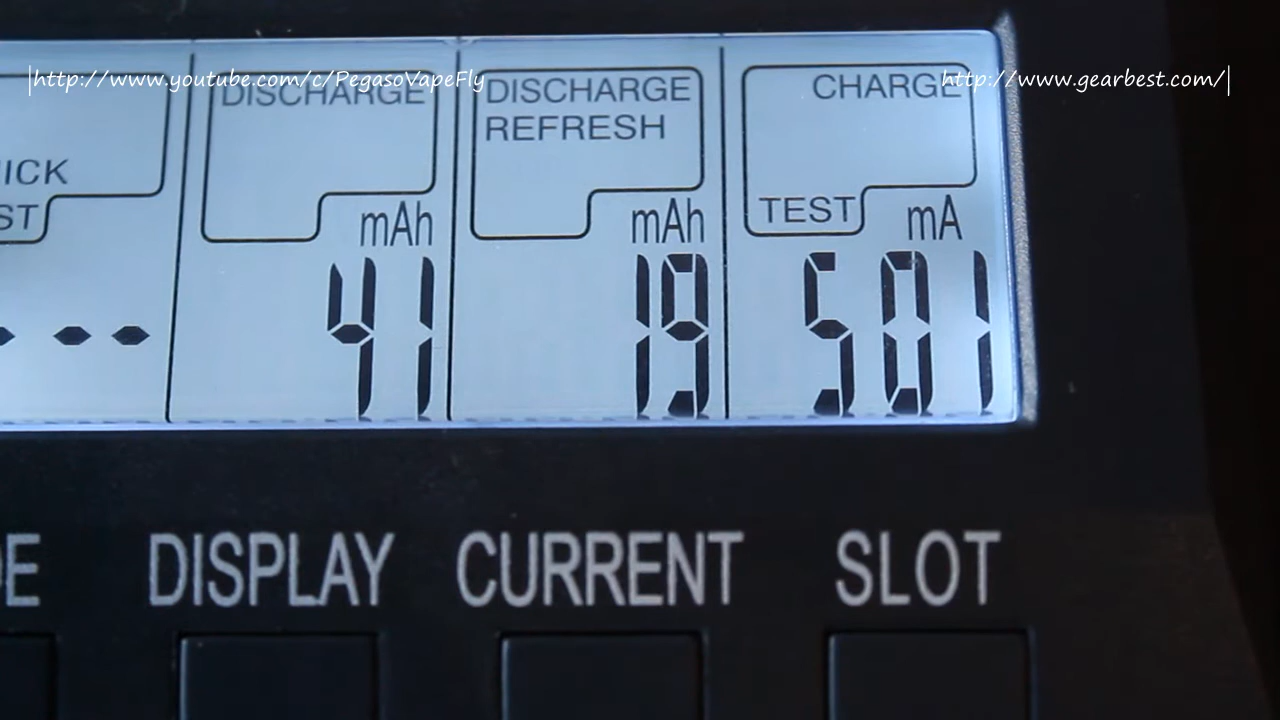 |http://www.youtube.com/c/PegasoVapeFly
http://www.gearbest.com/|
DISCHARGE
DISCHARGE
REFRESH
CHARGE
ICK
ST
TEST
mAh
mAh
mA
--
41
19
501
E
DISPLAY
CURRENT
SLOT